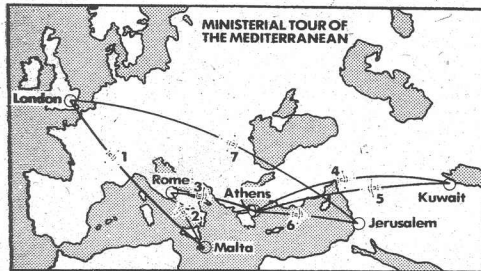 MINISTERIAL TOUR OF
THE MEDITERRANEAN
London
1
7
Rome
3
Athens
4
5
Kuwait
2
6
Jerusalem
Malta